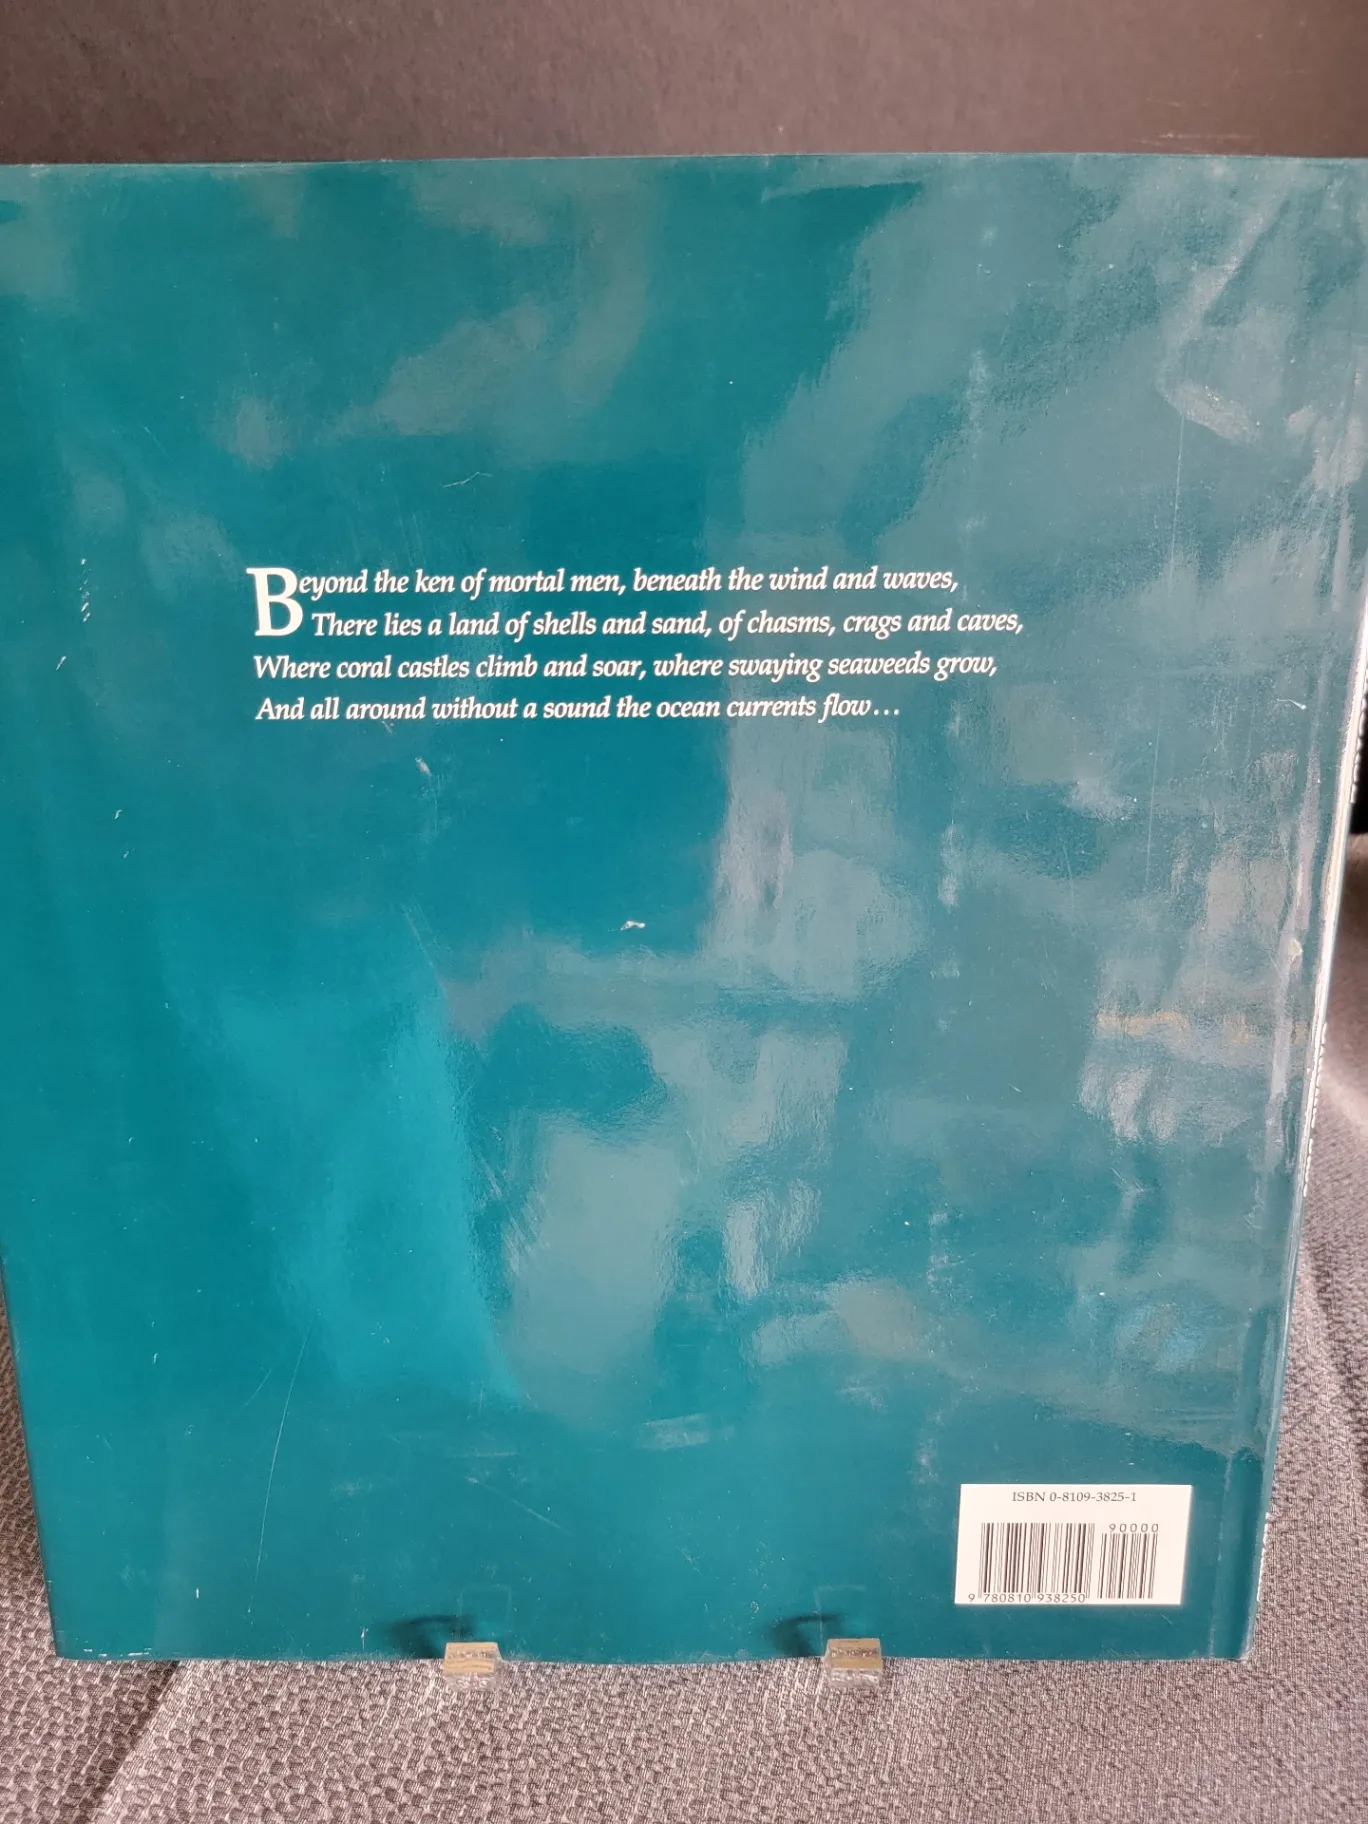 Beyond the ken of mortal men, beneath the wind and waves,
There lies a land of shells and sand, of chasms, crags and caves,
Where coral castles climb and soar, where swaying seaweeds grow,
And all around without a sound the ocean currents flow...
ISBN 0-8109-3825-1
90000
9 780810 938250